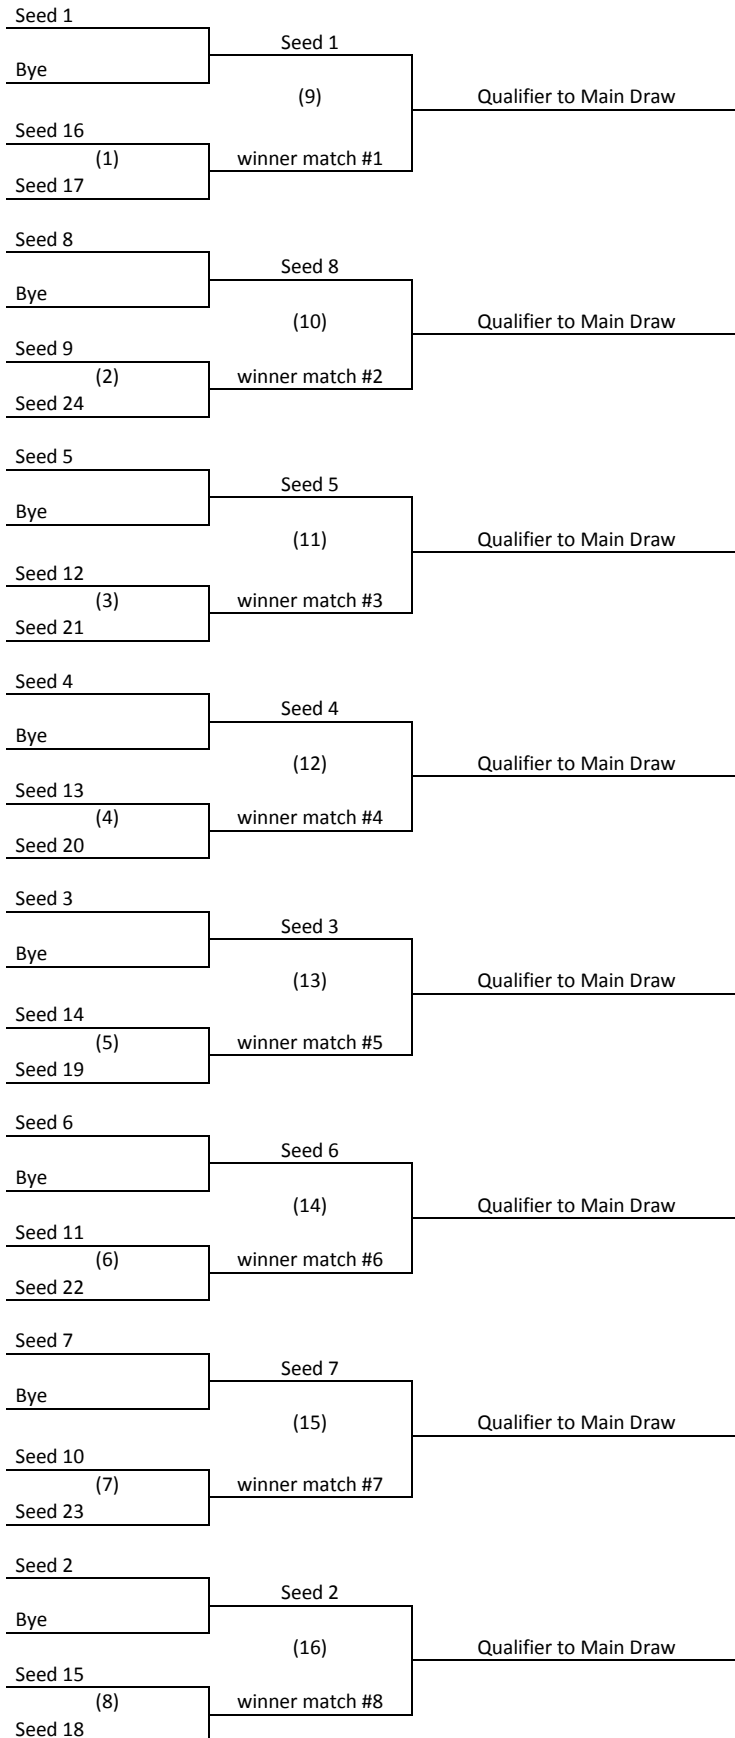 Seed 1
Seed 1
Bye
(9)
Qualifier to Main Draw
Seed 16
(1)
winner match #1
Seed 17
Seed 8
Seed 8
Bye
(10)
Qualifier to Main Draw
Seed 9
(2)
winner match #2
Seed 24
Seed 5
Seed 5
Bye
(11)
Qualifier to Main Draw
Seed 12
(3)
winner match #3
Seed 21
Seed 4
Seed 4
Bye
(12)
Qualifier to Main Draw
Seed 13
(4)
winner match #4
Seed 20
Seed 3
Seed 3
Bye
(13)
Qualifier to Main Draw
Seed 14
(5)
winner match #5
Seed 19
Seed 6
Seed 6
Bye
(14)
Qualifier to Main Draw
Seed 11
(6)
winner match #6
Seed 22
Seed 7
Seed 7
Bye
(15)
Qualifier to Main Draw
Seed 10
(7)
winner match #7
Seed 23
Seed 2
Seed 2
Bye
(16)
Qualifier to Main Draw
Seed 15
(8)
winner match #8
Seed 18